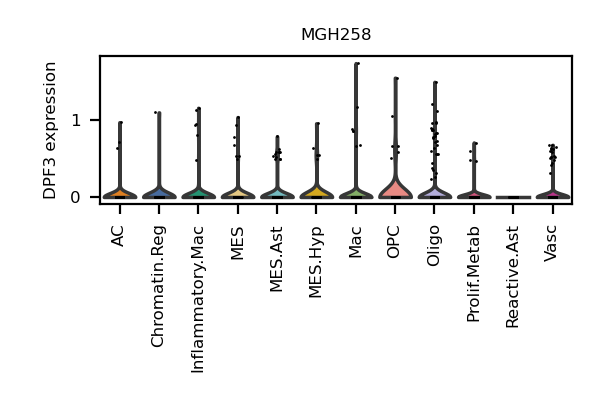 MGH258
DPF3 expression
1
0
AC
Chromatin.Reg
Inflammatory.Mac
MES
MES.Ast
MES.Hyp
Mac
OPC
Oligo
Prolif.Metab
Reactive.Ast
Vasc